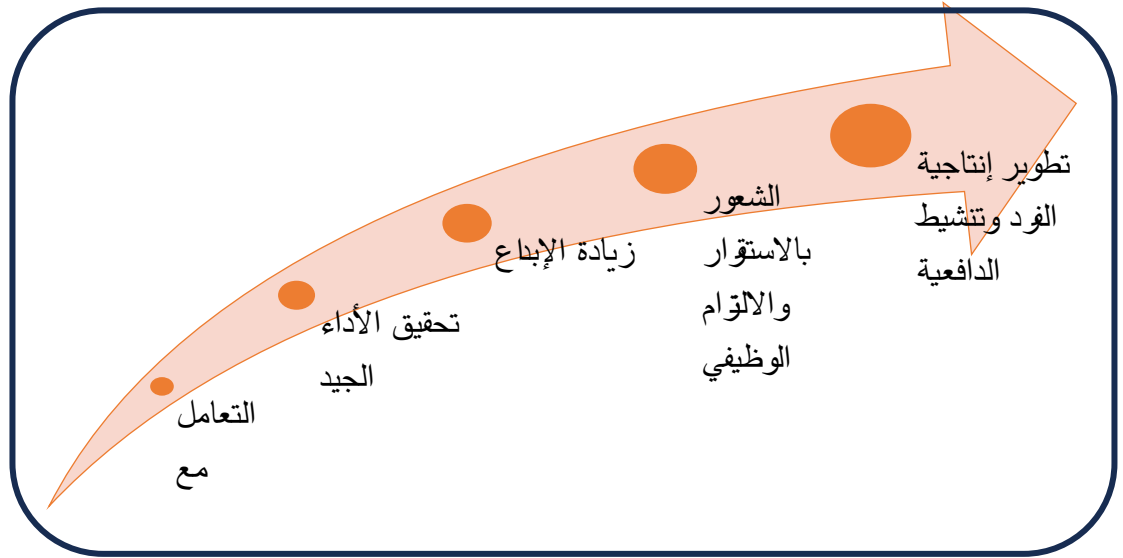 التعامل
مع
تحقيق الأداء
الجيد
زيادة الإبداع
الشعور
بالاستقرار
والالتزام
الوظيفي
تطوير إنتاجية
الفرد وتنشيط
الدافعية